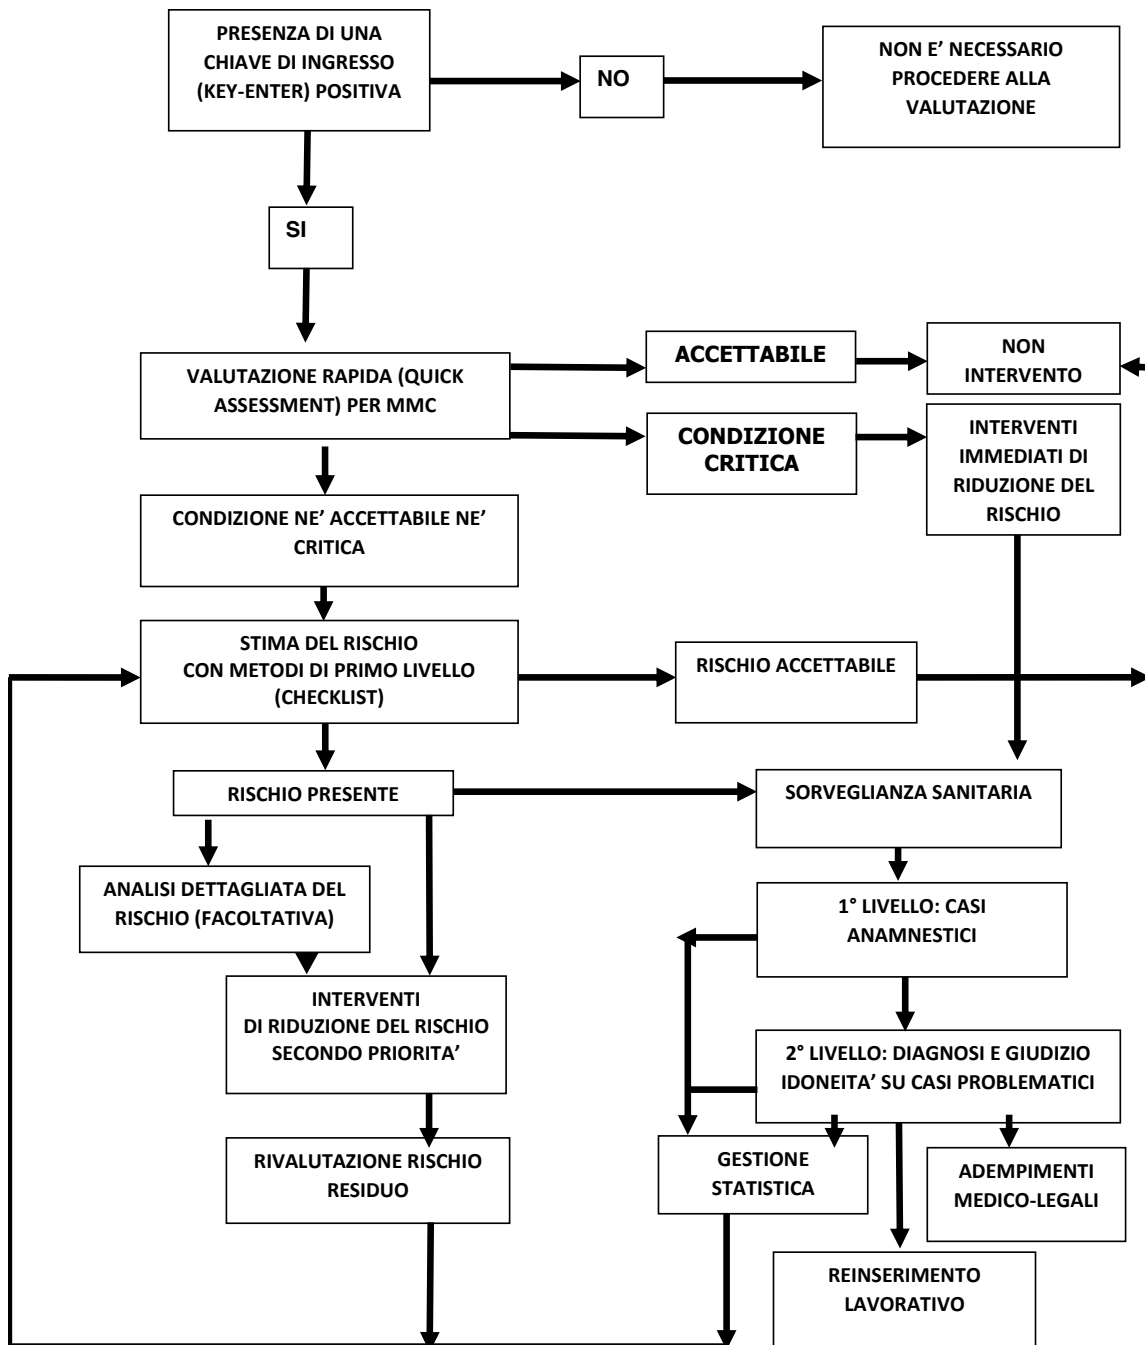 PRESENZA DI UNA
CHIAVE DI INGRESSO
(KEY-ENTER) POSITIVA
NO
NON E’ NECESSARIO
PROCEDERE ALLA
VALUTAZIONE
SI
VALUTAZIONE RAPIDA (QUICK
ASSESSMENT) PER MMC
ACCETTABILE
NON
INTERVENTO
CONDIZIONE
CRITICA
INTERVENTI
IMMEDIATI DI
RIDUZIONE DEL
RISCHIO
CONDIZIONE NE’ ACCETTABILE NE’
CRITICA
STIMA DEL RISCHIO
CON METODI DI PRIMO LIVELLO
(CHECKLIST)
RISCHIO ACCETTABILE
RISCHIO PRESENTE
SORVEGLIANZA SANITARIA
ANALISI DETTAGLIATA DEL
RISCHIO (FACOLTATIVA)
1° LIVELLO: CASI
ANAMNESTICI
INTERVENTI
DI RIDUZIONE DEL RISCHIO
SECONDO PRIORITA’
2° LIVELLO: DIAGNOSI E GIUDIZIO
IDONEITA’ SU CASI PROBLEMATICI
RIVALUTAZIONE RISCHIO
RESIDUO
GESTIONE
STATISTICA
ADEMPIMENTI
MEDICO-LEGALI
REINSERIMENTO
LAVORATIVO